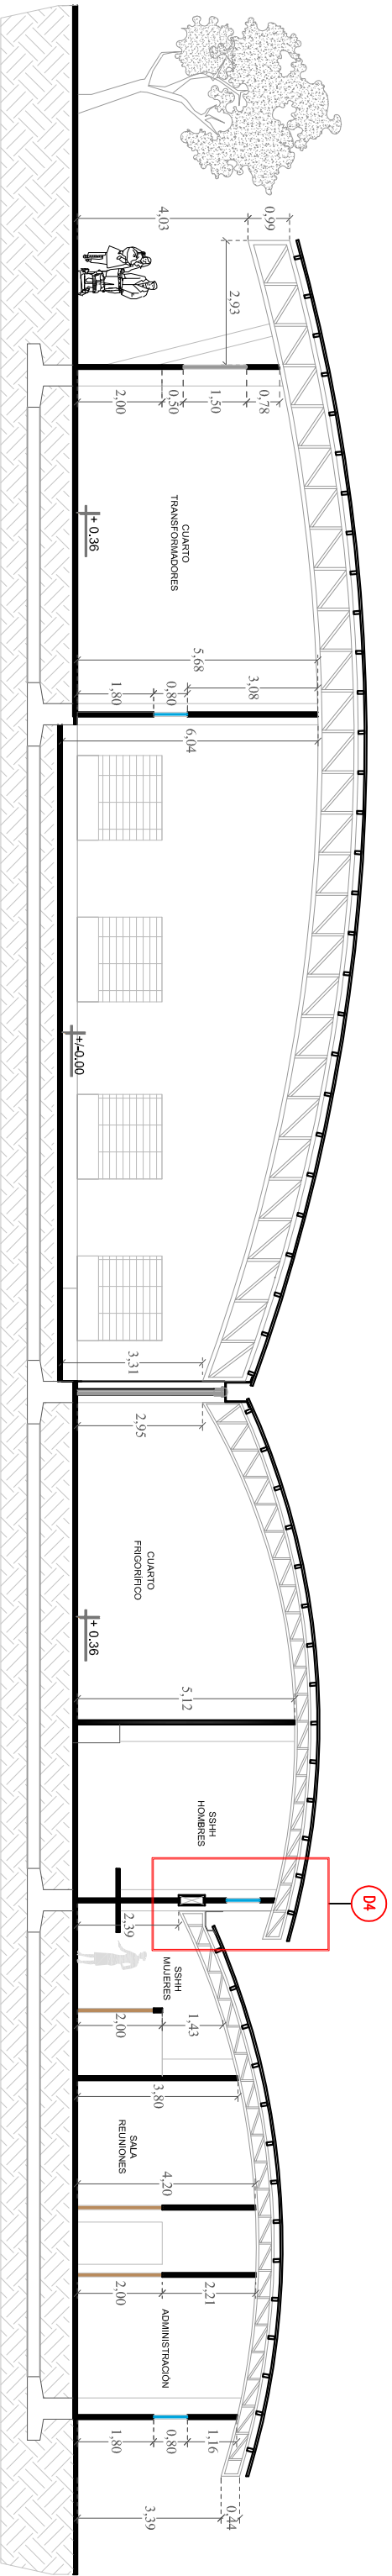 0,99
4,03
2,93
0,78
1,50
0,50
2,00
+ 0.36
CUARTO
TRANSFORMADORES
5,68
3,08
0,80
1,80
6,04
+/-0.00
3,31
2,95
CUARTO
FRIGORÍFICO
+ 0.36
5,12
SSHH
HOMBRES
D4
2,39
SSHH
MUJERES
1,43
2,00
3,80
SALA
REUNIONES
4,20
2,21
2,00
ADMINISTRACIÓN
1,16
0,80
1,80
0,44
3,39